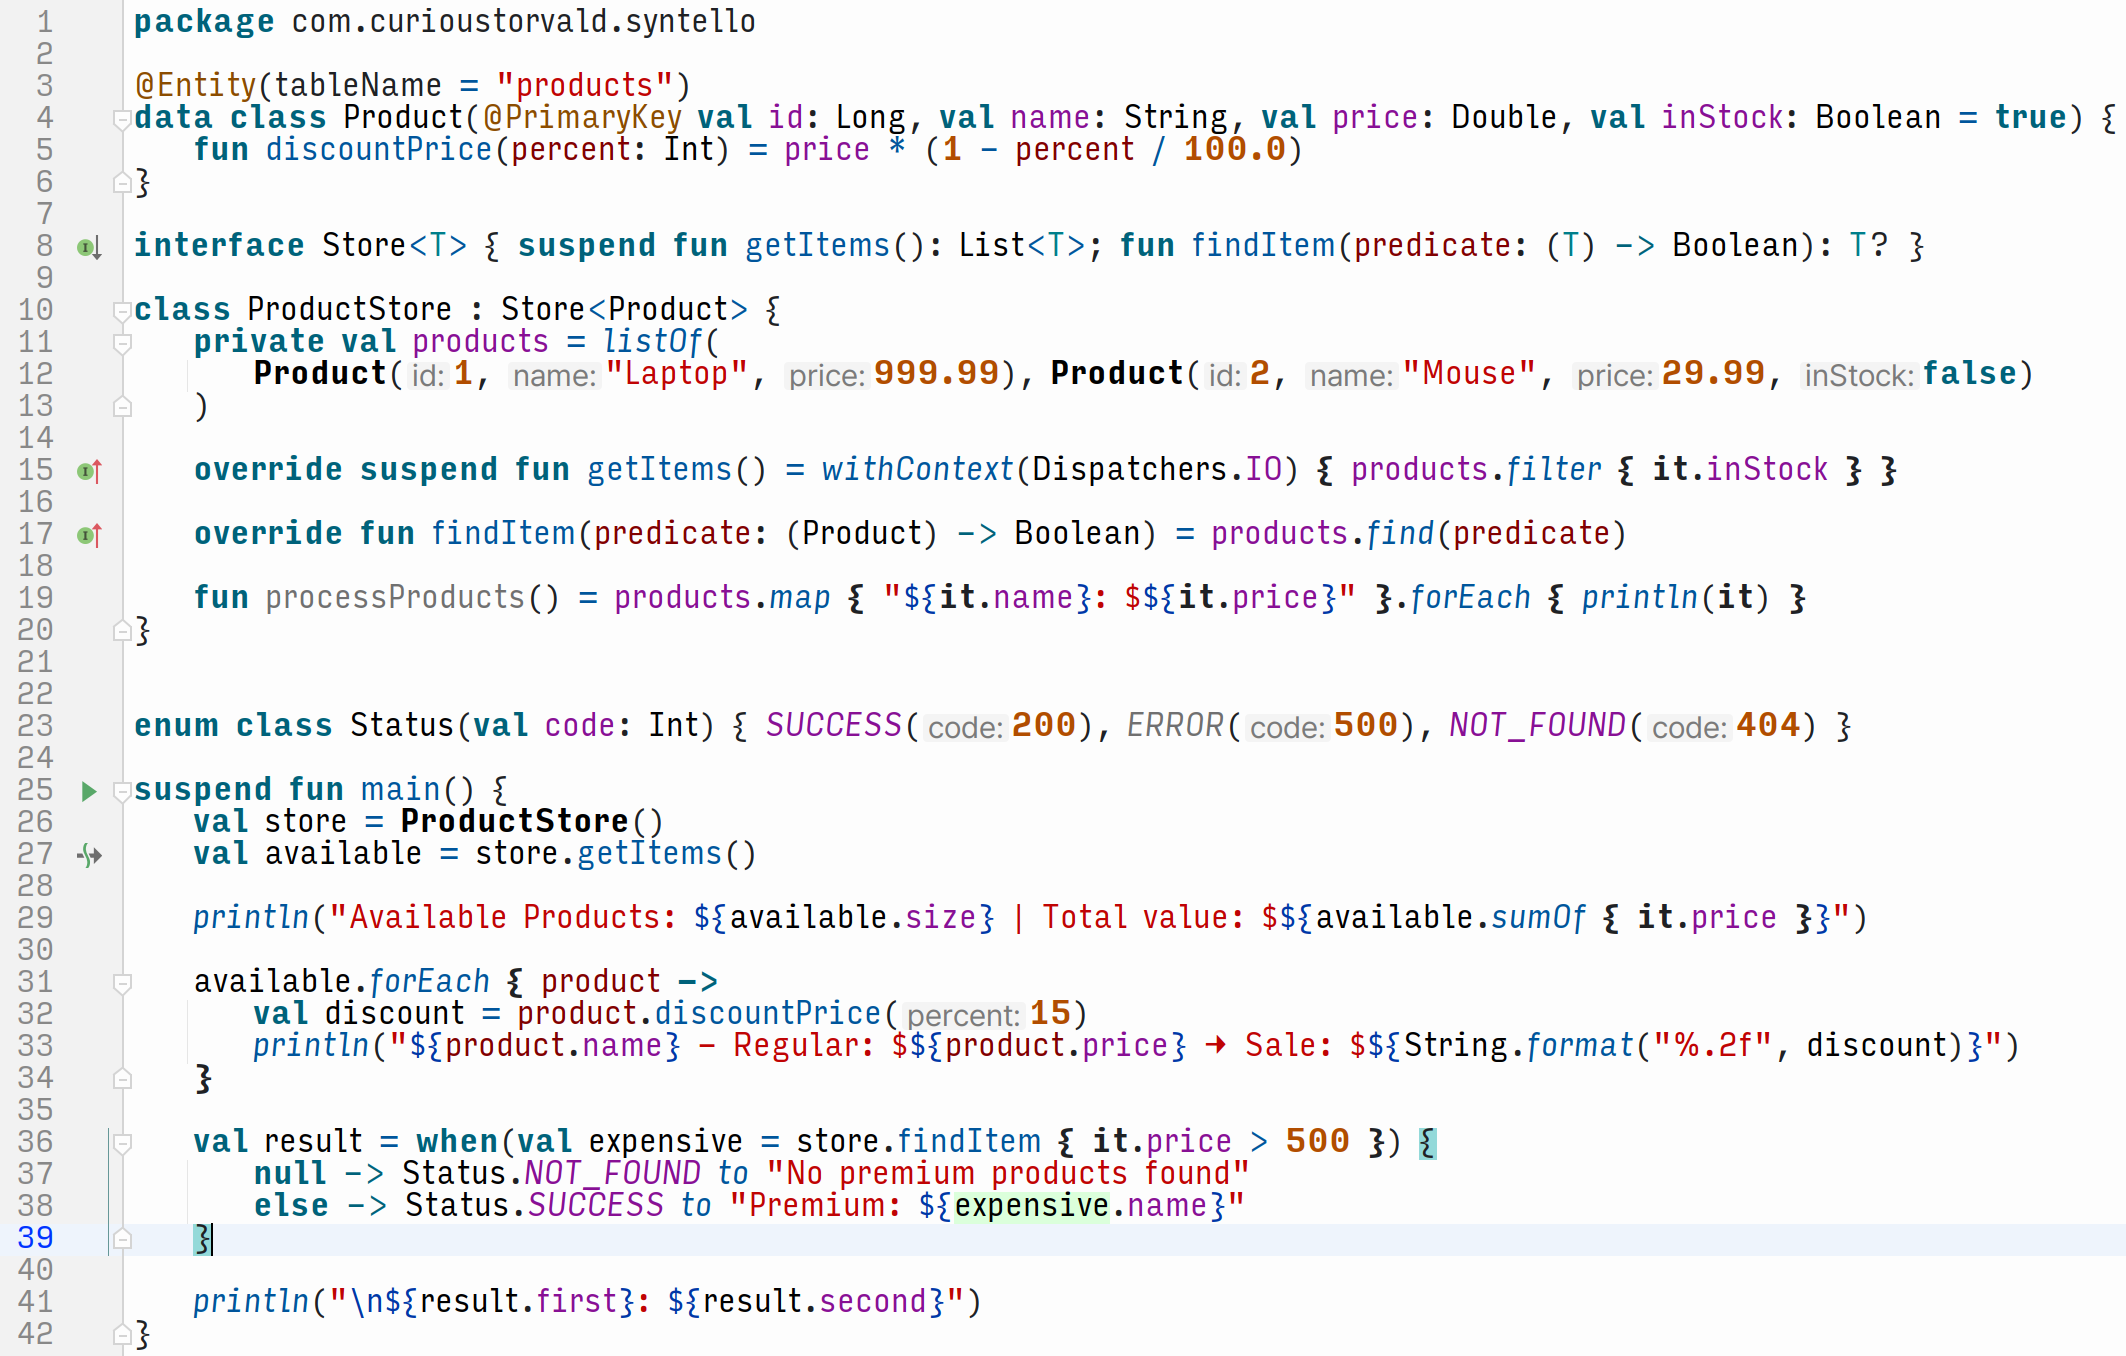 1 package com.curioustorvald.syntello
2
3 @Entity(tableName = "products")
4 data class Product(@PrimaryKey val id: Long, val name: String, val price: Double, val inStock: Boolean = true) {
5     fun discountPrice(percent: Int) = price * (1 - percent / 100.0)
6 }
7
8 interface Store<T> { suspend fun getItems(): List<T>; fun findItem(predicate: (T) -> Boolean): T? }
9
10 class ProductStore : Store<Product> {
11     private val products = listOf(
12         Product( id: 1, name: "Laptop", price: 999.99), Product( id: 2, name: "Mouse", price: 29.99, inStock: false)
13     )
14
15     override suspend fun getItems() = withContext(Dispatchers.IO) { products.filter { it.inStock } }
16
17     override fun findItem(predicate: (Product) -> Boolean) = products.find(predicate)
18
19     fun processProducts() = products.map { "${it.name}: $${it.price}" }.forEach { println(it) }
20 }
21
22
23 enum class Status(val code: Int) { SUCCESS( code: 200), ERROR( code: 500), NOT_FOUND( code: 404) }
24
25 suspend fun main() {
26     val store = ProductStore()
27     val available = store.getItems()
28
29     println("Available Products: ${available.size} | Total value: $${available.sumOf { it.price }}")
30
31     available.forEach { product ->
32         val discount = product.discountPrice( percent: 15)
33         println("${product.name} - Regular: $${product.price} → Sale: $${String.format("%.2f", discount)}")
34     }
35
36     val result = when(val expensive = store.findItem { it.price > 500 }) {
37         null -> Status.NOT_FOUND to "No premium products found"
38         else -> Status.SUCCESS to "Premium: ${expensive.name}"
39     }
40
41     println("\n${result.first}: ${result.second}")
42 }